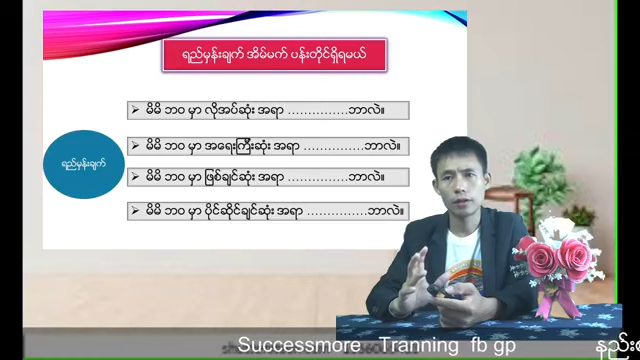 ရည်မှန်းချက် အိမ်မက် ပန်းတိုင်ရှိရမယ်
မိမိ ဘဝ မှာ လိုအပ်ဆုံး အရာ ……………ဘာလဲ။
မိမိ ဘဝ မှာ အရေးကြီးဆုံး အရာ ……………ဘာလဲ။
ရည်မှန်းချက်
မိမိ ဘဝ မှာ ဖြစ်ချင်ဆုံး အရာ ……………ဘာလဲ။
မိမိ ဘဝ မှာ ပိုင်ဆိုင်ချင်ဆုံး အရာ ……………ဘာလဲ။
Successmore Tranning fb gp